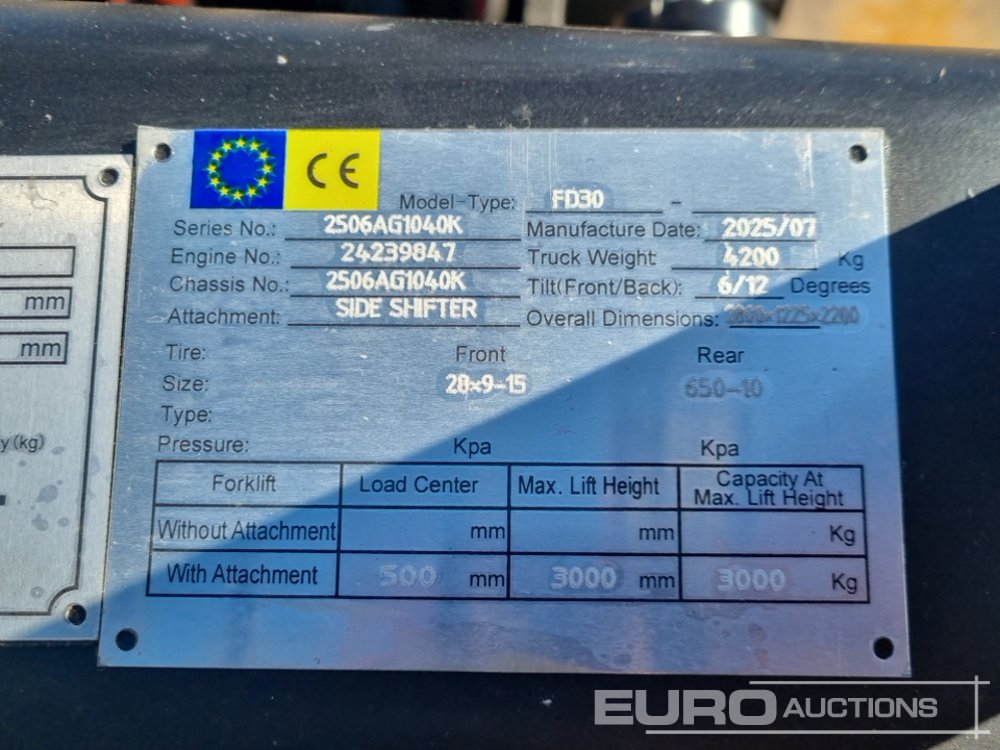 CE
Model-Type: FD30 -
Series No.: 2506AG1040K Manufacture Date: 2025/07
Engine No.: 24239847 Truck Weight: 4200 Kg
Chassis No.: 2506AG1040K Tilt(Front/Back): 6/12 Degrees
Attachment: SIDE SHIFTER Overall Dimensions: 2800×1225×2200
Tire: Front Rear
Size: 28×9-15 650-10
Type:
Pressure: Kpa Kpa
Forklift Load Center Max. Lift Height Capacity At Max. Lift Height
Without Attachment mm mm Kg
With Attachment 500 mm 3000 mm 3000 Kg
mm
mm
(kg)
EURO AUCTIONS